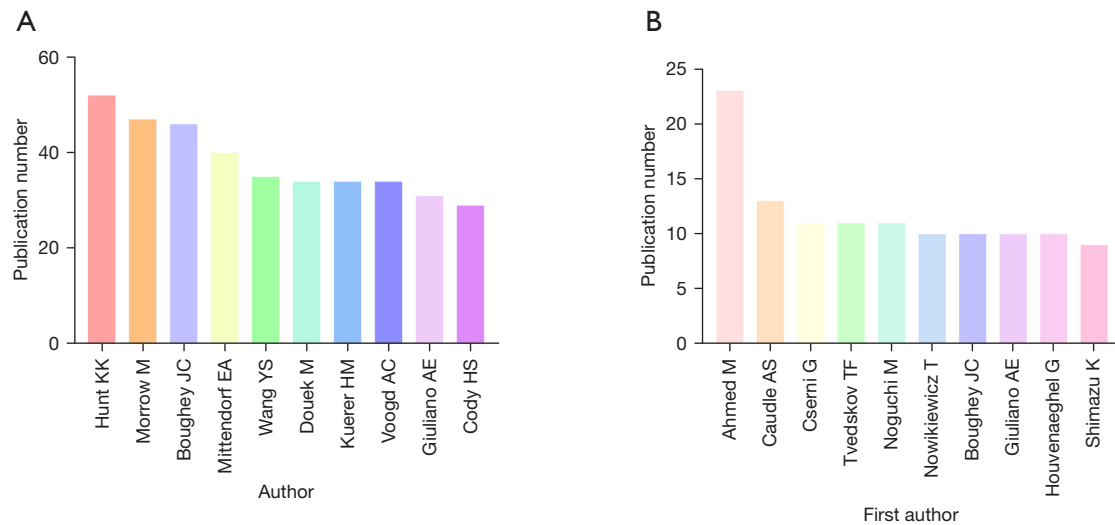 A
Publication number
60
40
20
0
Hunt KK
Morrow M
Boughey JC
Mittendorf EA
Wang YS
Douek M
Kuerer HM
Voogd AC
Giuliano AE
Cody HS
Author
B
Publication number
25
20
15
10
5
0
Ahmed M
Caudle AS
Cserni G
Tvedskov TF
Noguchi M
Nowikiewicz T
Boughey JC
Giuliano AE
Houvenaeghel G
Shimazu K
First author